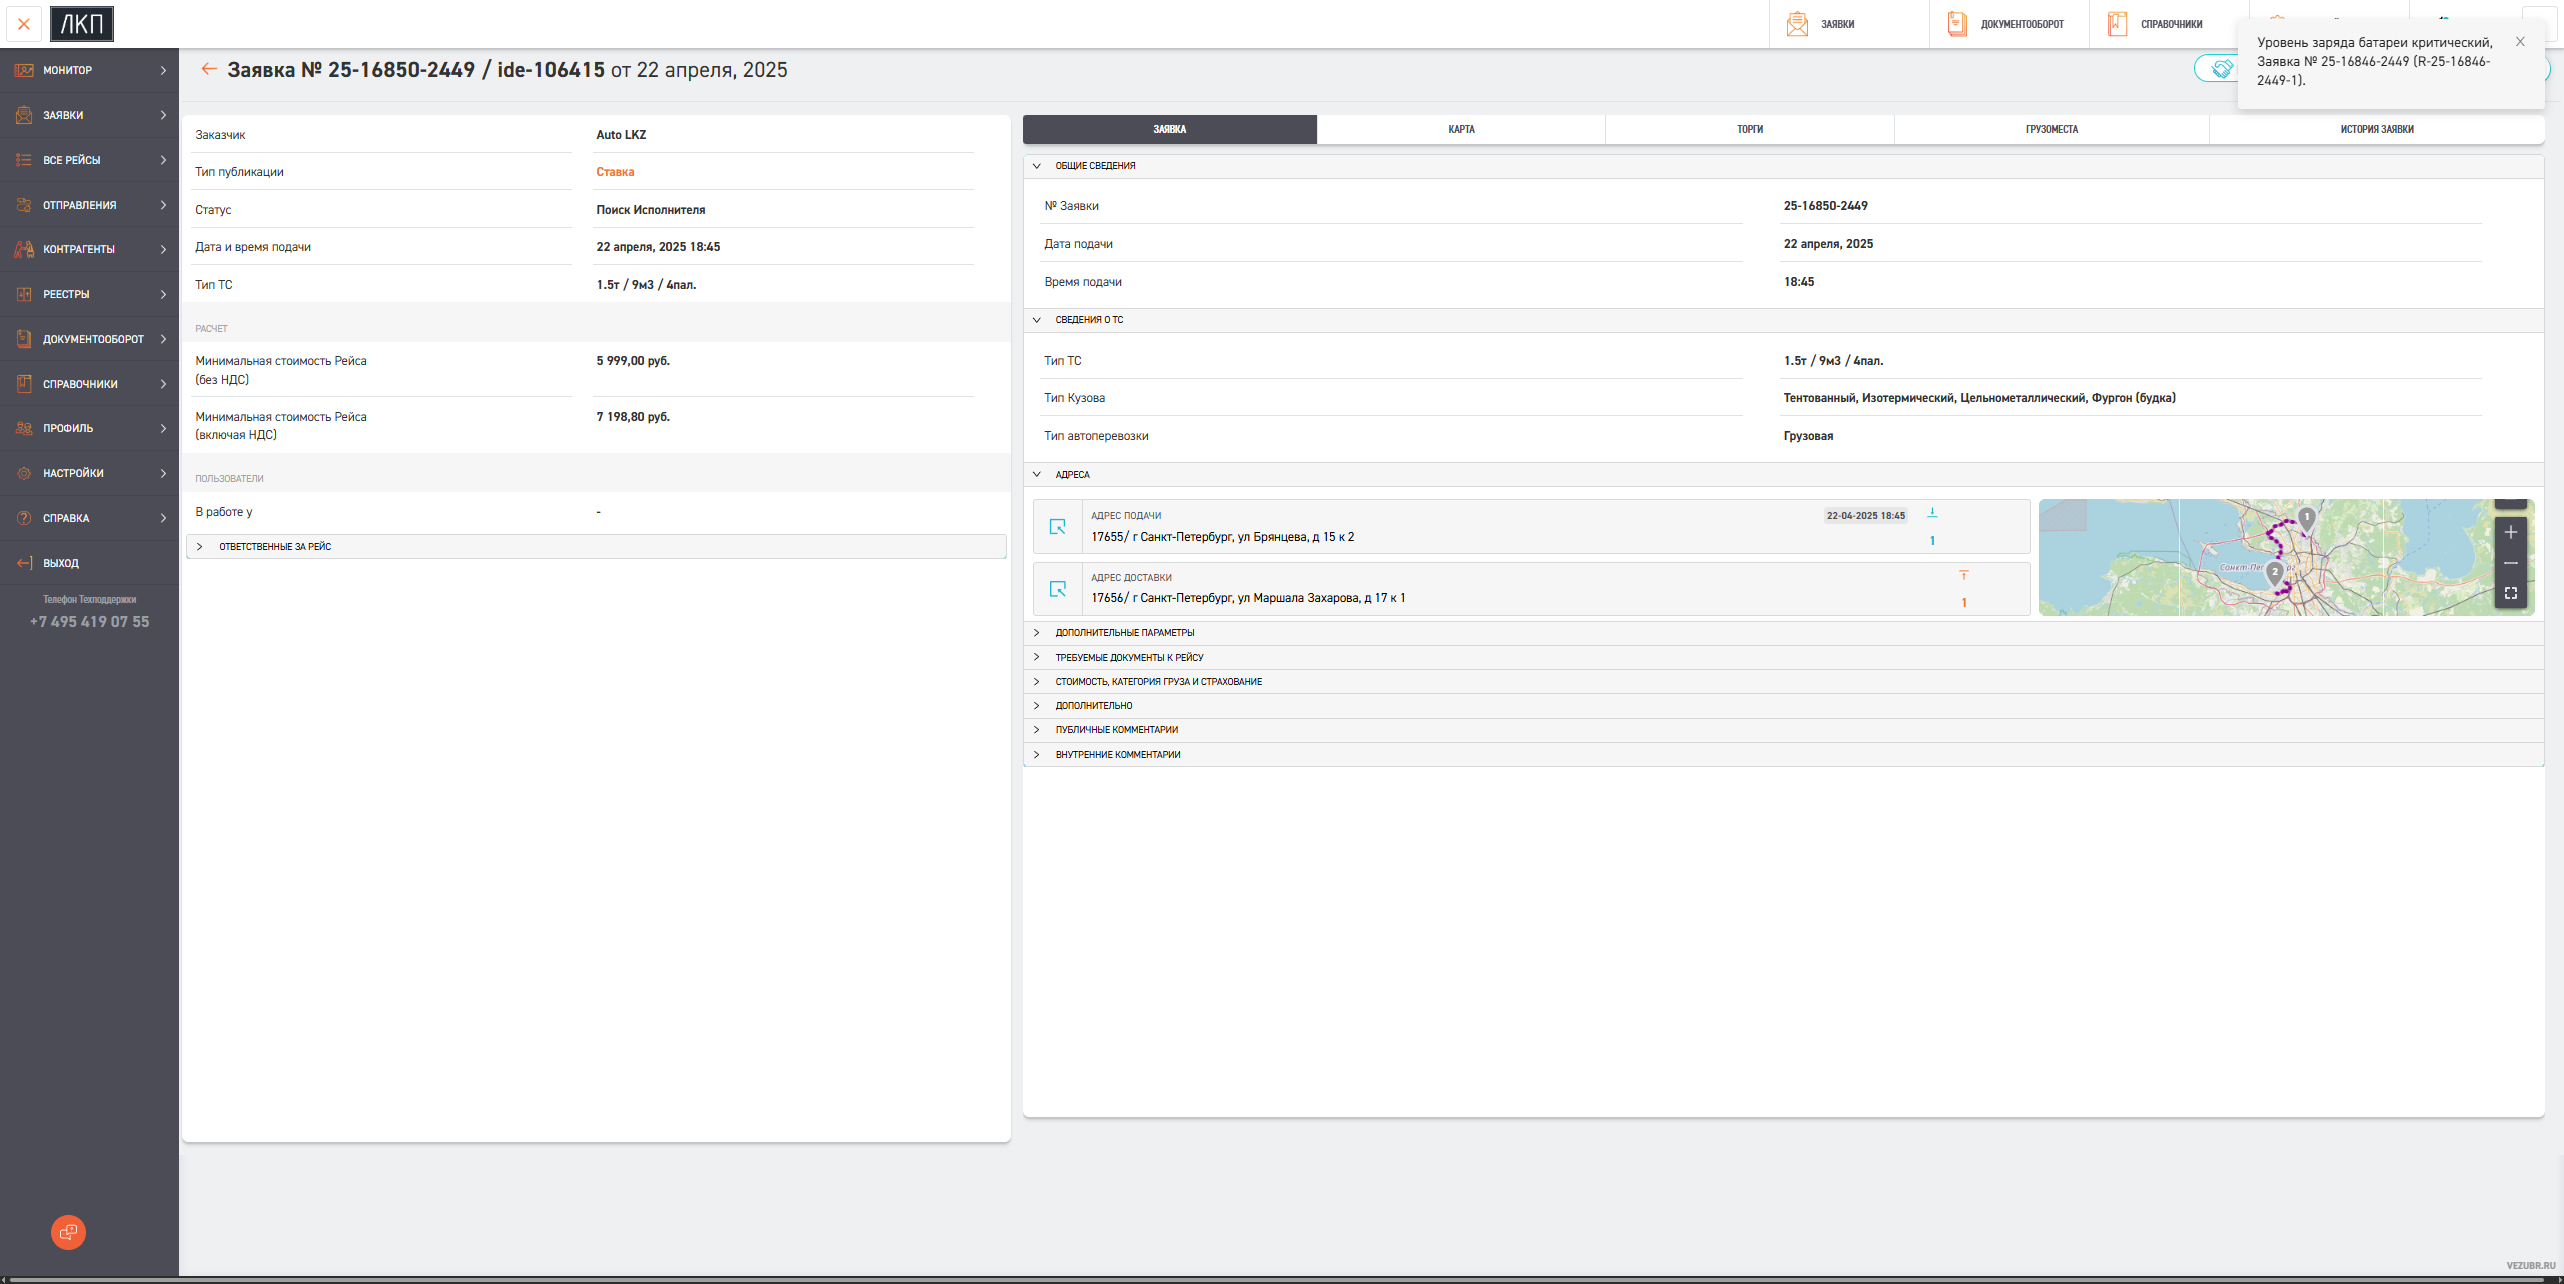 ЛКП
ЗАЯВКИ
ДОКУМЕНТООБОРОТ
СПРАВОЧНИКИ
Уровень заряда батареи критический,
Заявка № 25-16846-2449 (R-25-16846-
2449-1).
МОНИТОР
ЗАЯВКИ
ВСЕ РЕЙСЫ
ОТПРАВЛЕНИЯ
КОНТРАГЕНТЫ
РЕЕСТРЫ
ДОКУМЕНТООБОРОТ
СПРАВОЧНИКИ
ПРОФИЛЬ
НАСТРОЙКИ
СПРАВКА
ВЫХОД
Телефон Техподдержки
+7 495 419 07 55
Заявка № 25-16850-2449 / ide-106415 от 22 апреля, 2025
Заказчик Auto LKZ
Тип публикации Ставка
Статус Поиск Исполнителя
Дата и время подачи 22 апреля, 2025 18:45
Тип ТС 1.5т / 9м3 / 4пал.
РАСЧЕТ
Минимальная стоимость Рейса 5 999,00 руб.
(без НДС)
Минимальная стоимость Рейса 7 198,80 руб.
(включая НДС)
ПОЛЬЗОВАТЕЛИ
В работе у -
ОТВЕТСТВЕННЫЕ ЗА РЕЙС
ЗАЯВКА КАРТА ТОРГИ ГРУЗОМЕСТА ИСТОРИЯ ЗАЯВКИ
ОБЩИЕ СВЕДЕНИЯ
№ Заявки 25-16850-2449
Дата подачи 22 апреля, 2025
Время подачи 18:45
СВЕДЕНИЯ О ТС
Тип ТС 1.5т / 9м3 / 4пал.
Тип Кузова Тентованный, Изотермический, Цельнометаллический, Фургон (будка)
Тип автоперевозки Грузовая
АДРЕСА
АДРЕС ПОДАЧИ 22-04-2025 18:45
17655/ г Санкт-Петербург, ул Брянцева, д 15 к 2 1
АДРЕС ДОСТАВКИ
17656/ г Санкт-Петербург, ул Маршала Захарова, д 17 к 1 1
1
2
ДОПОЛНИТЕЛЬНЫЕ ПАРАМЕТРЫ
ТРЕБУЕМЫЕ ДОКУМЕНТЫ К РЕЙСУ
СТОИМОСТЬ, КАТЕГОРИЯ ГРУЗА И СТРАХОВАНИЕ
ДОПОЛНИТЕЛЬНО
ПУБЛИЧНЫЕ КОММЕНТАРИИ
ВНУТРЕННИЕ КОММЕНТАРИИ
VEZUBR.RU